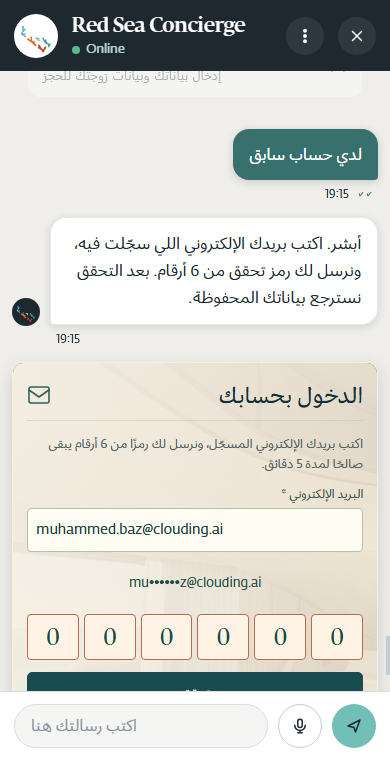 Red Sea Concierge
Online
إدخال بياناتك وبيانات زوجتك للحجز
لدي حساب سابق
19:15
أبشر. اكتب بريدك الإلكتروني اللي سجّلت فيه،
ونرسل لك رمز تحقق من 6 أرقام. بعد التحقق
نسترجع بياناتك المحفوظة.
19:15
الدخول بحسابك
اكتب بريدك الإلكتروني المسجّل، ونرسل لك رمزًا من 6 أرقام يبقى
صالحًا لمدة 5 دقائق.
البريد الإلكتروني *
muhammed.baz@clouding.ai
mu••••••z@clouding.ai
0 0 0 0 0 0
اكتب رسالتك هنا